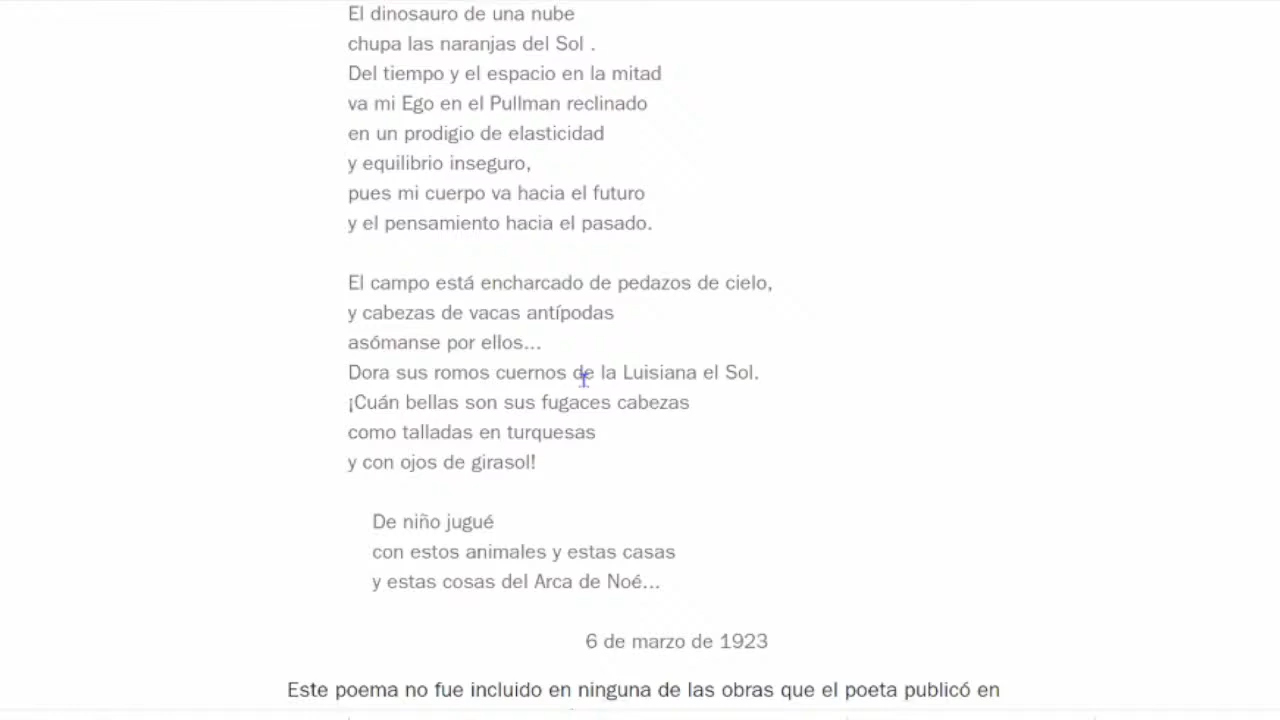 El dinosauro de una nube
chupa las naranjas del Sol .
Del tiempo y el espacio en la mitad
va mi Ego en el Pullman reclinado
en un prodigio de elasticidad
y equilibrio inseguro,
pues mi cuerpo va hacia el futuro
y el pensamiento hacia el pasado.
El campo está encharcado de pedazos de cielo,
y cabezas de vacas antípodas
asómanse por ellos...
Dora sus romos cuernos de la Luisiana el Sol.
¡Cuán bellas son sus fugaces cabezas
como talladas en turquesas
y con ojos de girasol!
De niño jugué
con estos animales y estas casas
y estas cosas del Arca de Noé...
6 de marzo de 1923
Este poema no fue incluido en ninguna de las obras que el poeta publicó en